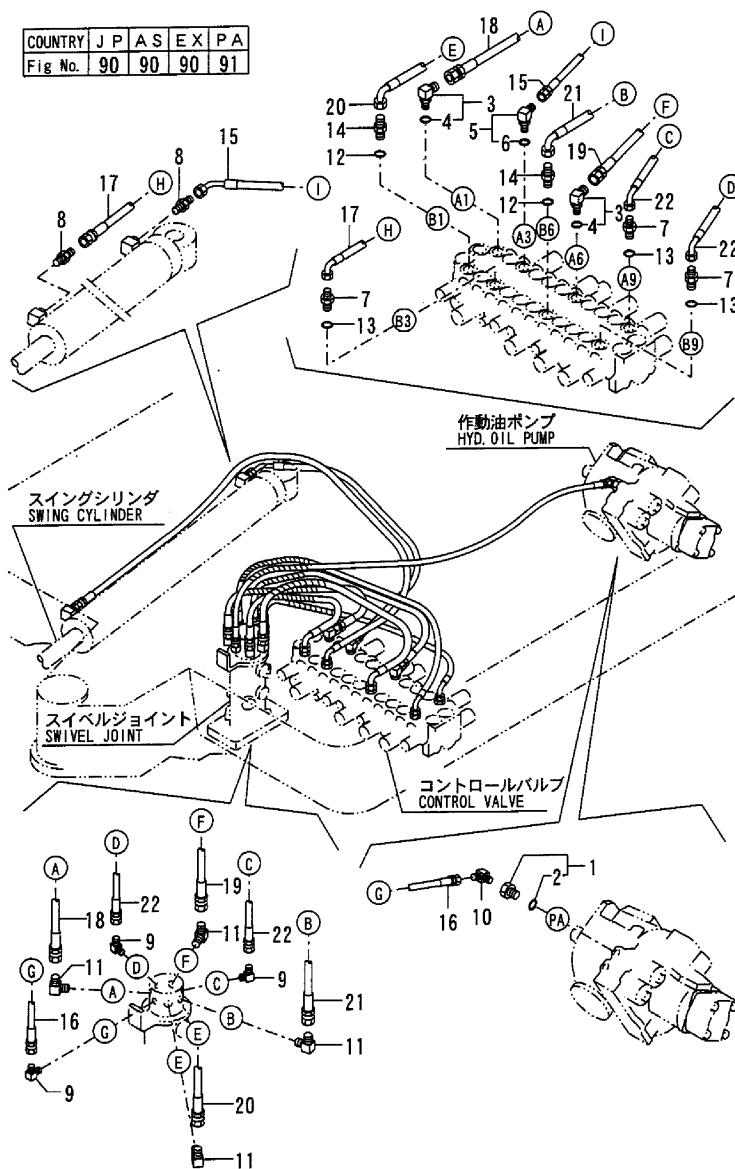 COUNTRY J P A S E X P A
Fig No. 90 90 90 91
18 A
E
I
15
21
20
3
B
8 15
14
4
5
F
17 H
8
6
19
C
12
14
I
D
A1
12
3
22
17 H
B1
A3 B6
4
7
22
A6
13
7
7
A9
13
B3
13
B9
作動油ポンプ
HYD. OIL PUMP
スイングシリンダ
SWING CYLINDER
スイベルジョイント
SWIVEL JOINT
コントロールバルブ
CONTROL VALVE
F
D
C
1
A
G
2
19
22
16
10
PA
18
B
9
11
22
G
11
F
9
D
21
A
C
16
B
G
E
11
9
E
20
11